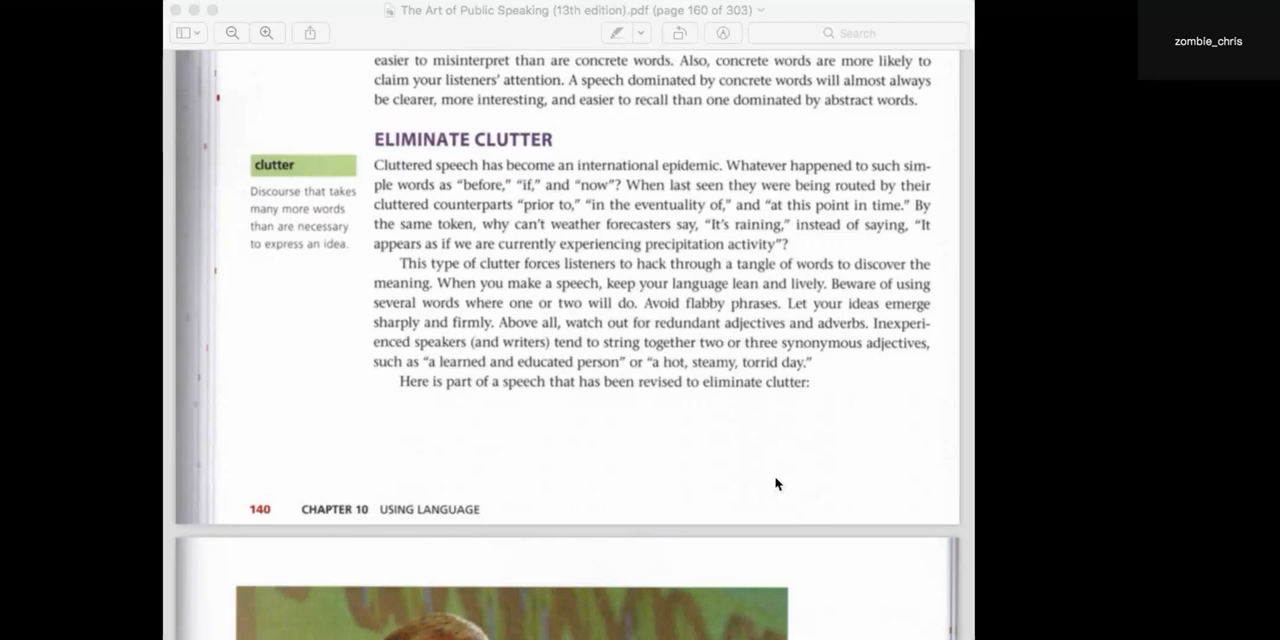 The Art of Public Speaking (13th edition).pdf (page 160 of 303)
Search
zombie_chris
easier to misinterpret than are concrete words. Also, concrete words are more likely to
claim your listeners' attention. A speech dominated by concrete words will almost always
be clearer, more interesting, and easier to recall than one dominated by abstract words.
ELIMINATE CLUTTER
clutter
Discourse that takes
many more words
than are necessary
to express an idea.
Cluttered speech has become an international epidemic. Whatever happened to such sim-
ple words as “before,” “if,” and “now”? When last seen they were being routed by their
cluttered counterparts “prior to,” “in the eventuality of,” and “at this point in time.” By
the same token, why can't weather forecasters say, “It's raining,” instead of saying, “It
appears as if we are currently experiencing precipitation activity”?
This type of clutter forces listeners to hack through a tangle of words to discover the
meaning. When you make a speech, keep your language lean and lively. Beware of using
several words where one or two will do. Avoid flabby phrases. Let your ideas emerge
sharply and firmly. Above all, watch out for redundant adjectives and adverbs. Inexperi-
enced speakers (and writers) tend to string together two or three synonymous adjectives,
such as “a learned and educated person” or “a hot, steamy, torrid day.”
Here is part of a speech that has been revised to eliminate clutter:
140 CHAPTER 10 USING LANGUAGE